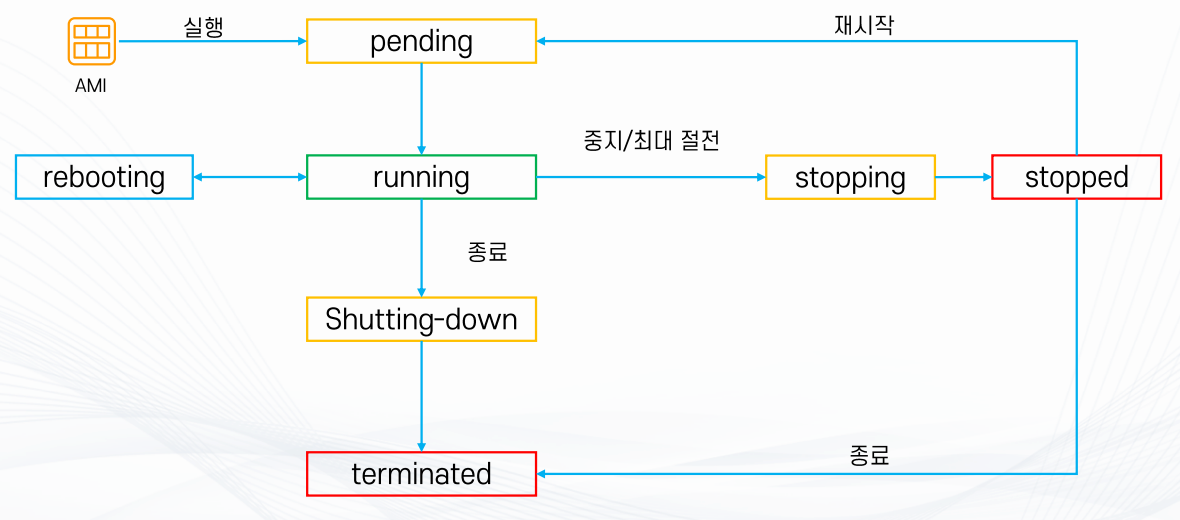 실행
재시작
pending
AMI
중지/최대 절전
rebooting
running
stopping
stopped
종료
Shutting-down
종료
terminated